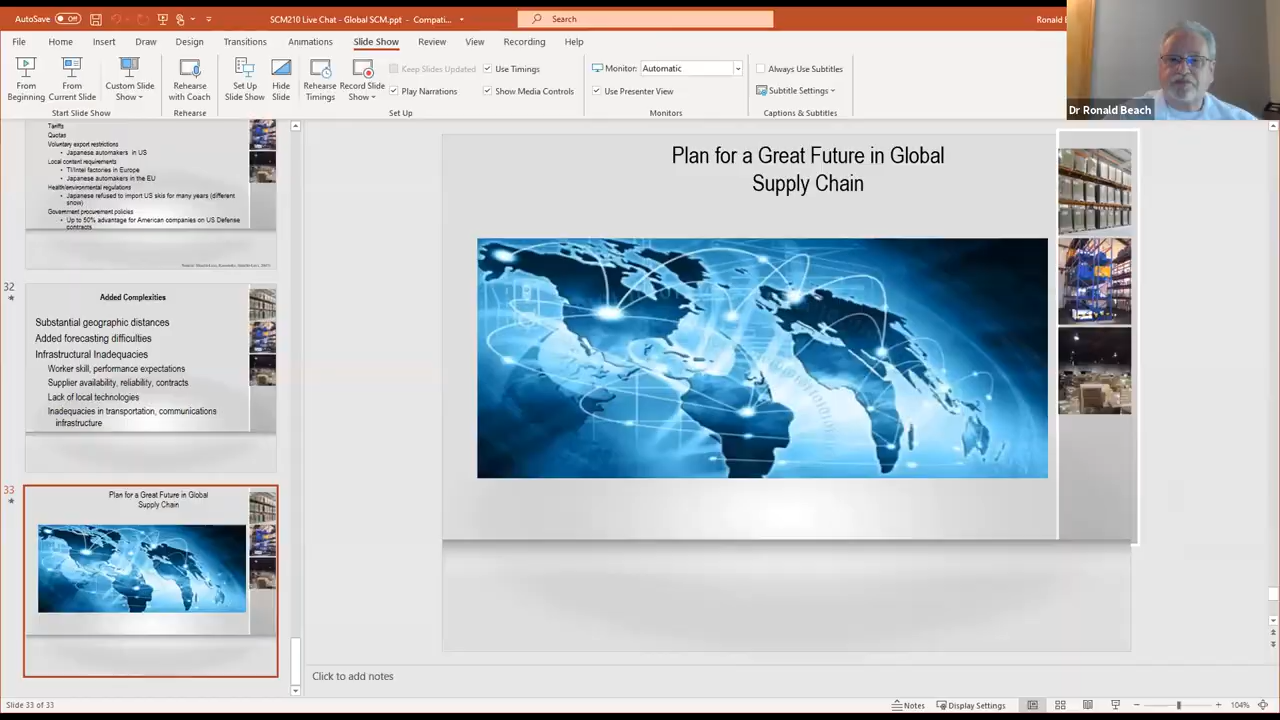 AutoSave
Off
SCM210 Live Chat - Global SCM.ppt - Compati...
Search
Ronald B
File Home Insert Draw Design Transitions Animations Slide Show Review View Recording Help
From Beginning
From Current Slide
Custom Slide Show
Rehearse with Coach
Set Up Slide Show
Hide Slide
Rehearse Timings
Record Slide Show
Keep Slides Updated
Use Timings
Play Narrations
Show Media Controls
Monitor: Automatic
Use Presenter View
Always Use Subtitles
Subtitle Settings
Start Slide Show
Rehearse
Set Up
Monitors
Captions & Subtitles
Dr Ronald Beach
Tariffs
Quotas
Voluntary export restrictions
Japanese automakers in US
Local content requirements
TI/Intel factories in Europe
Japanese automakers in the EU
Health/environmental regulations
Japanese refused to import US skis for many years (different
snow)
Government procurement policies
Up to 50% advantage for American companies on US Defense
contracts
32
Added Complexities
Substantial geographic distances
Added forecasting difficulties
Infrastructural Inadequacies
Worker skill, performance expectations
Supplier availability, reliability, contracts
Lack of local technologies
Inadequacies in transportation, communications
infrastructure
33
Plan for a Great Future in Global
Supply Chain
Plan for a Great Future in Global
Supply Chain
Click to add notes
Slide 33 of 33
Notes
Display Settings
104%